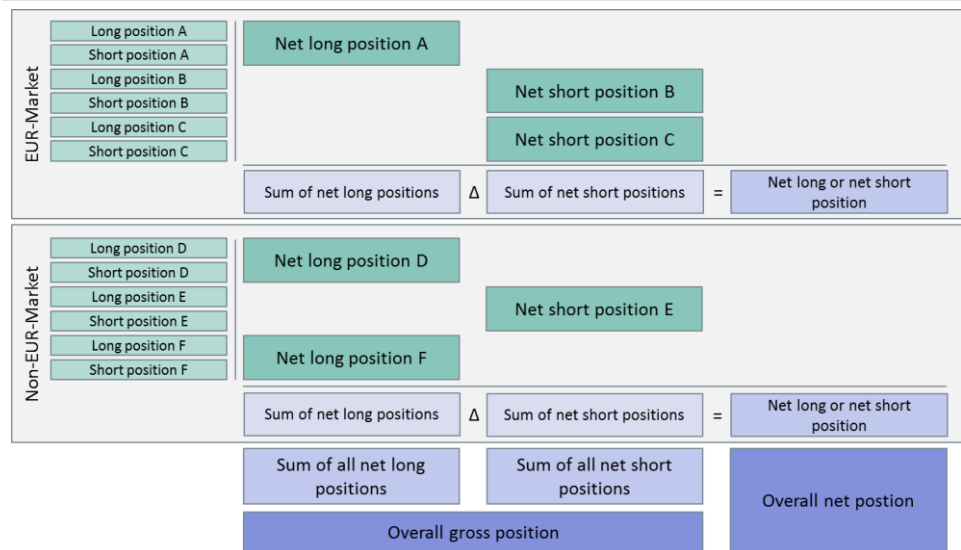 EUR-Market
Long position A
Short position A
Long position B
Short position B
Long position C
Short position C
Net long position A
Net short position B
Net short position C
Sum of net long positions
Δ
Sum of net short positions
=
Net long or net short
position
Non-EUR-Market
Long position D
Short position D
Long position E
Short position E
Long position F
Short position F
Net long position D
Net short position E
Net long position F
Sum of net long positions
Δ
Sum of net short positions
=
Net long or net short
position
Sum of all net long
positions
Sum of all net short
positions
Overall net postion
Overall gross position